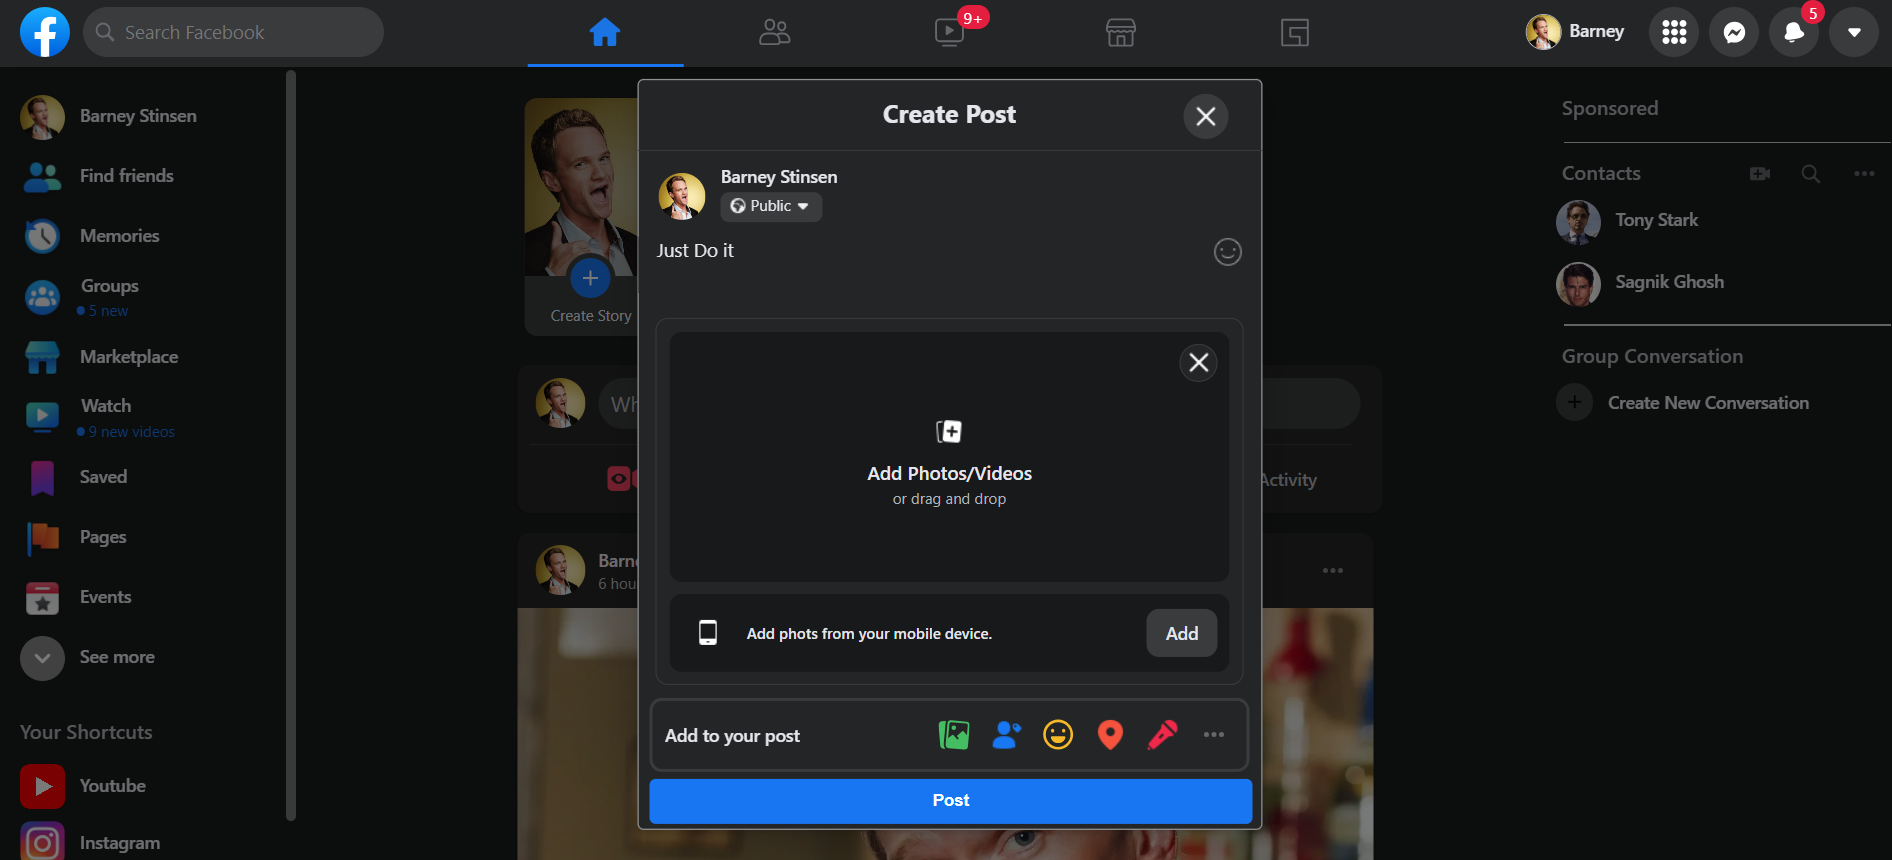 Search Facebook
9+
Barney
5
Barney Stinsen
Find friends
Memories
Groups
5 new
Marketplace
Watch
9 new videos
Saved
Pages
Events
See more
Your Shortcuts
Youtube
Instagram
Create Story
Activity
6
Create Post
Barney Stinsen
Public
Just Do it
Add Photos/Videos
or drag and drop
Add phots from your mobile device.
Add
Add to your post
Post
Sponsored
Contacts
Tony Stark
Sagnik Ghosh
Group Conversation
Create New Conversation